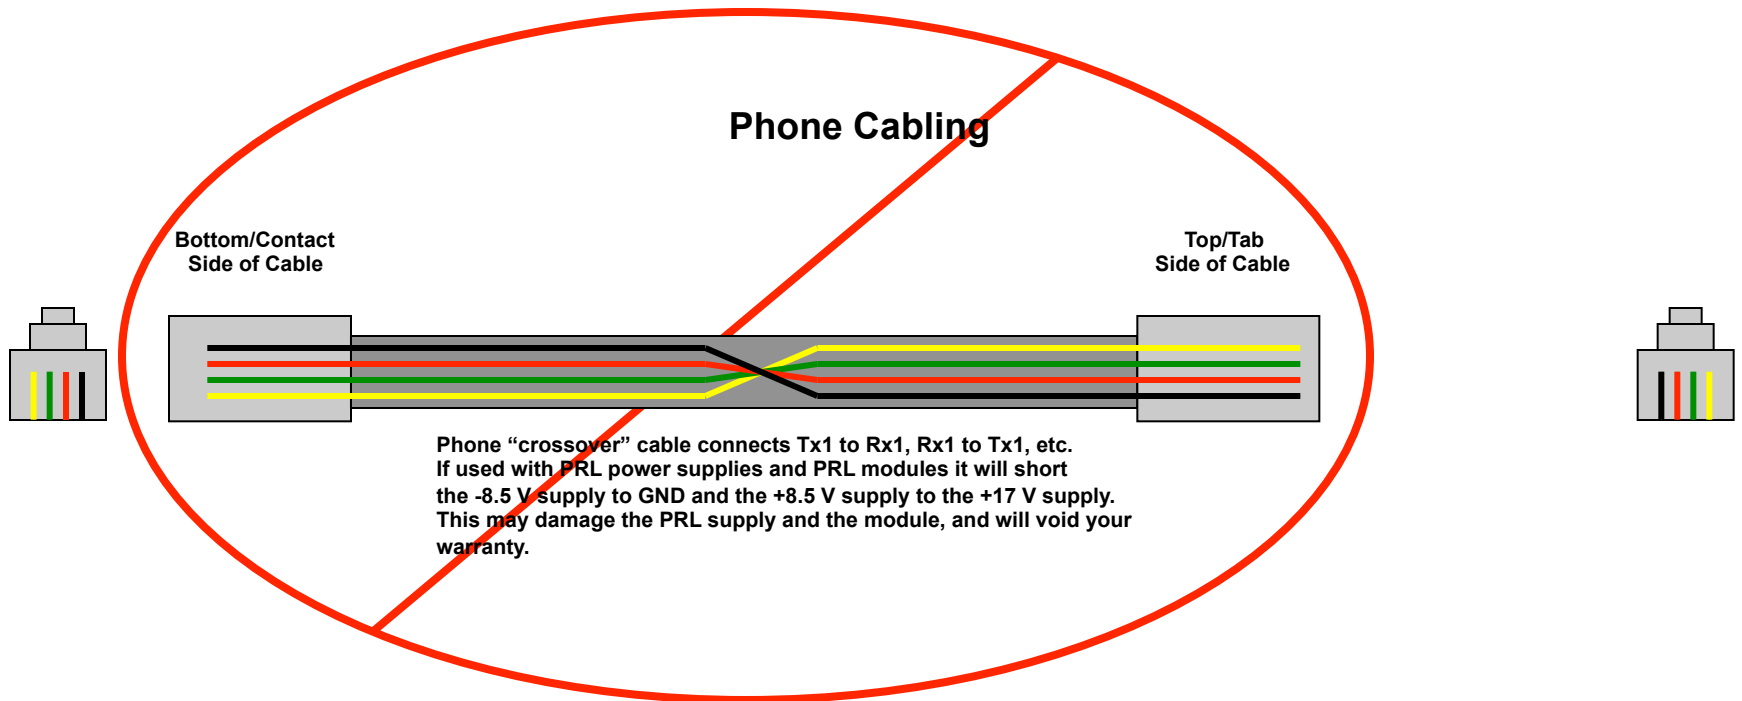 Phone Cabling
Bottom/Contact
Side of Cable
Top/Tab
Side of Cable
Phone “crossover” cable connects Tx1 to Rx1, Rx1 to Tx1, etc.
If used with PRL power supplies and PRL modules it will short
the -8.5 V supply to GND and the +8.5 V supply to the +17 V supply.
This may damage the PRL supply and the module, and will void your
warranty.